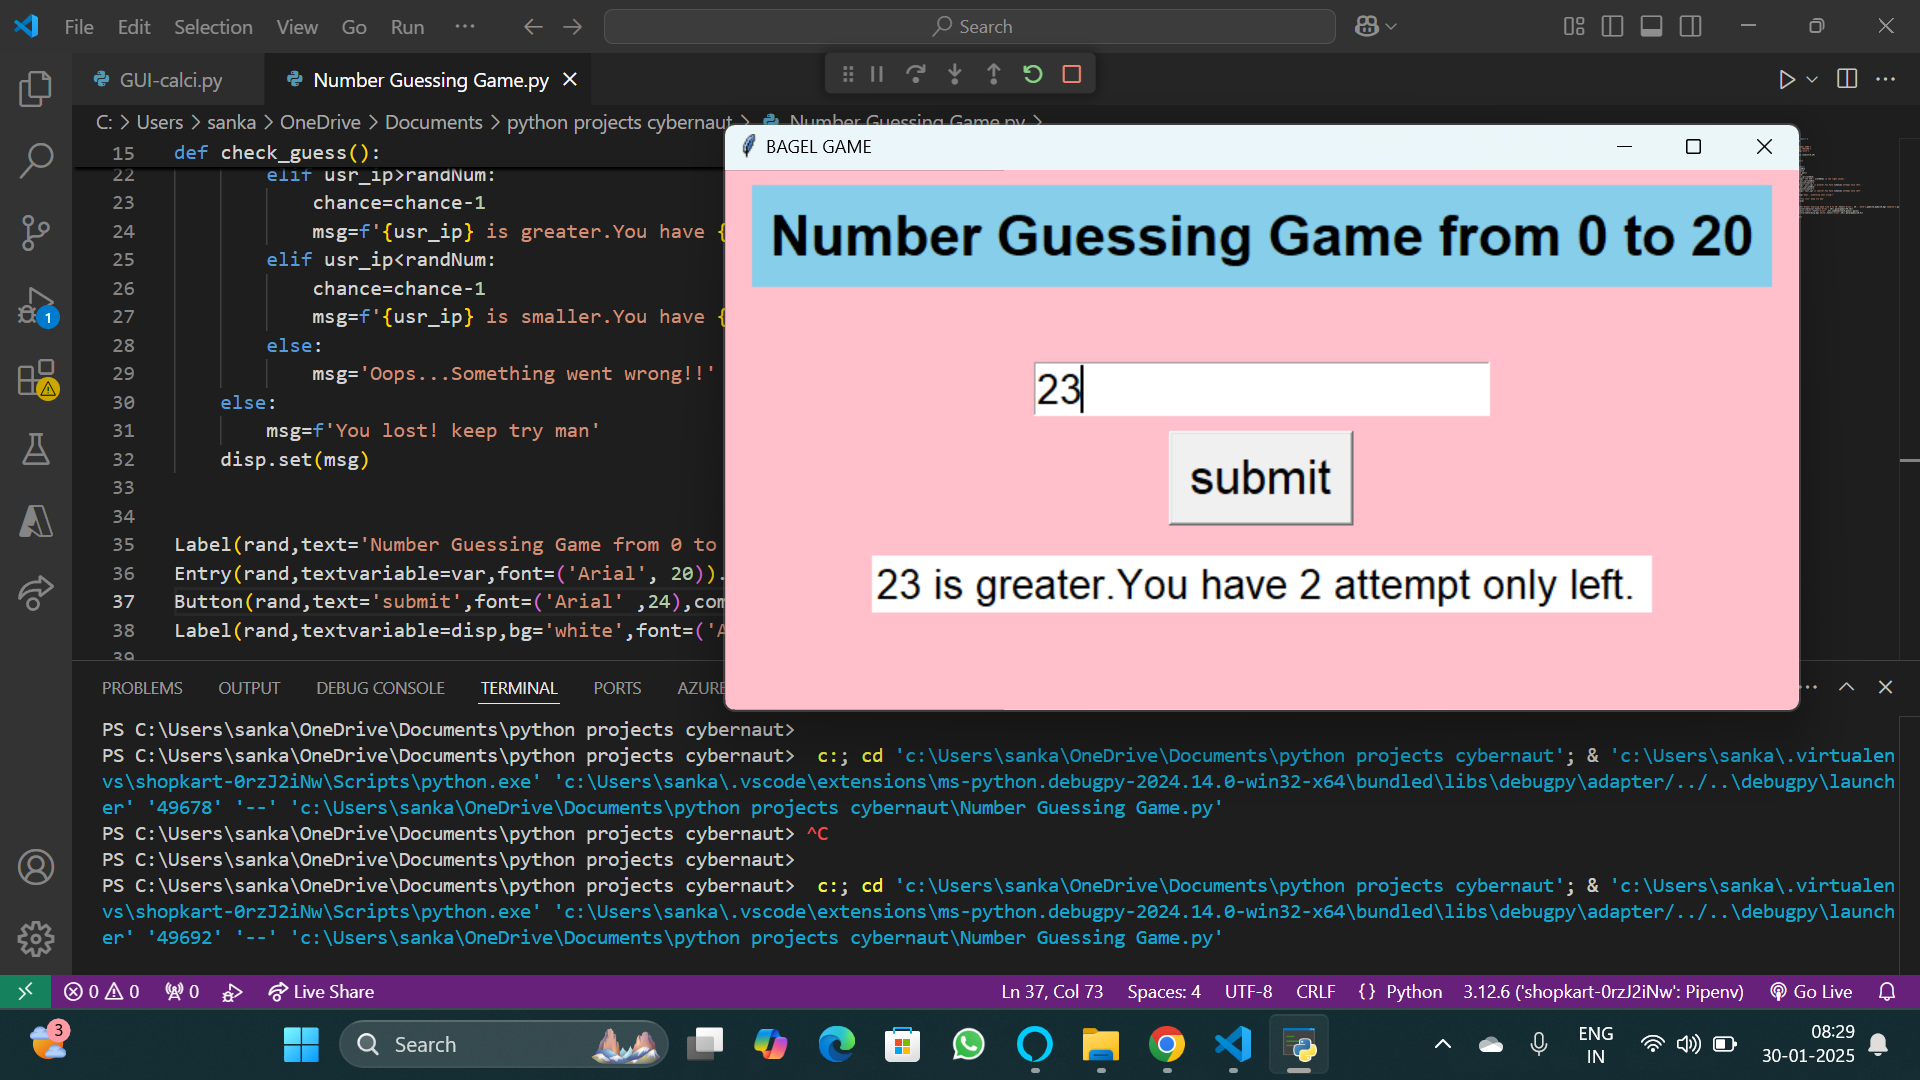 File Edit Selection View Go Run ··· Search
GUI-calci.py Number Guessing Game.py
C: > Users > sanka > OneDrive > Documents > python projects cybernaut > Number Guessing Game.py >
15 def check_guess():
22 elif usr_ip>randNum:
23 chance=chance-1
24 msg=f'{usr_ip} is greater.You have {
25 elif usr_ip<randNum:
26 chance=chance-1
27 msg=f'{usr_ip} is smaller.You have {
28 else:
29 msg='Oops...Something went wrong!!'
30 else:
31 msg=f'You lost! keep try man'
32 disp.set(msg)
33
34
35 Label(rand,text='Number Guessing Game from 0 to
36 Entry(rand,textvariable=var,font=('Arial', 20)).
37 Button(rand,text='submit',font=('Arial' ,24),com
38 Label(rand,textvariable=disp,bg='white',font=('A
39
BAGEL GAME
Number Guessing Game from 0 to 20
23
submit
23 is greater.You have 2 attempt only left.
1
PROBLEMS OUTPUT DEBUG CONSOLE TERMINAL PORTS AZURE
PS C:\Users\sanka\OneDrive\Documents\python projects cybernaut>
PS C:\Users\sanka\OneDrive\Documents\python projects cybernaut>  c:; cd 'c:\Users\sanka\OneDrive\Documents\python projects cybernaut'; & 'c:\Users\sanka\.virtualen
vs\shopkart-0rzJ2iNw\Scripts\python.exe' 'c:\Users\sanka\.vscode\extensions\ms-python.debugpy-2024.14.0-win32-x64\bundled\libs\debugpy\adapter/../..\debugpy\launch
er' '49678' '--' 'c:\Users\sanka\OneDrive\Documents\python projects cybernaut\Number Guessing Game.py'
PS C:\Users\sanka\OneDrive\Documents\python projects cybernaut> ^C
PS C:\Users\sanka\OneDrive\Documents\python projects cybernaut>
PS C:\Users\sanka\OneDrive\Documents\python projects cybernaut>  c:; cd 'c:\Users\sanka\OneDrive\Documents\python projects cybernaut'; & 'c:\Users\sanka\.virtualen
vs\shopkart-0rzJ2iNw\Scripts\python.exe' 'c:\Users\sanka\.vscode\extensions\ms-python.debugpy-2024.14.0-win32-x64\bundled\libs\debugpy\adapter/../..\debugpy\launch
er' '49692' '--' 'c:\Users\sanka\OneDrive\Documents\python projects cybernaut\Number Guessing Game.py'
0 0 0 Live Share Ln 37, Col 73 Spaces: 4 UTF-8 CRLF {} Python 3.12.6 ('shopkart-0rzJ2iNw': Pipenv) Go Live
3 Search ENG 08:29
IN 30-01-2025